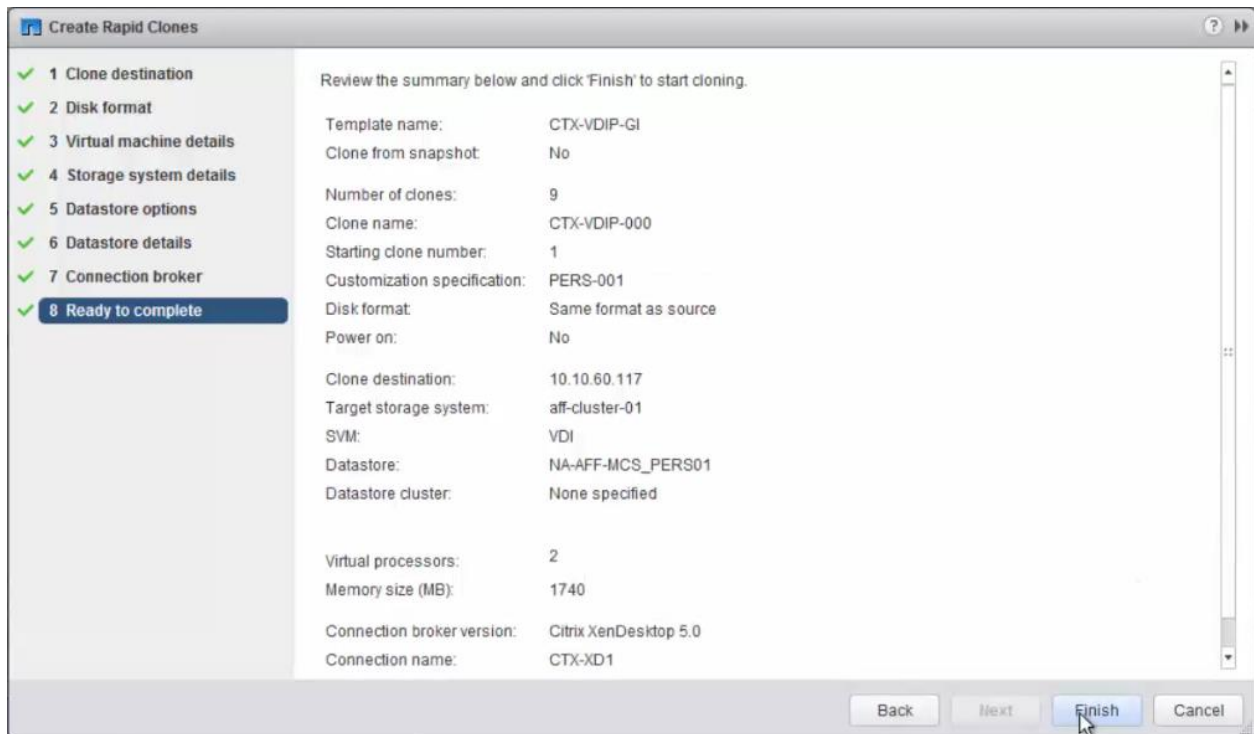 Create Rapid Clones
1 Clone destination
2 Disk format
3 Virtual machine details
4 Storage system details
5 Datastore options
6 Datastore details
7 Connection broker
8 Ready to complete
Review the summary below and click 'Finish' to start cloning.
Template name: CTX-VDIP-GI
Clone from snapshot: No
Number of clones: 9
Clone name: CTX-VDIP-000
Starting clone number: 1
Customization specification: PERS-001
Disk format: Same format as source
Power on: No
Clone destination: 10.10.60.117
Target storage system: aff-cluster-01
SVM: VDI
Datastore: NA-AFF-MCS_PERS01
Datastore cluster: None specified
Virtual processors: 2
Memory size (MB): 1740
Connection broker version: Citrix XenDesktop 5.0
Connection name: CTX-XD1
Back Next Finish Cancel